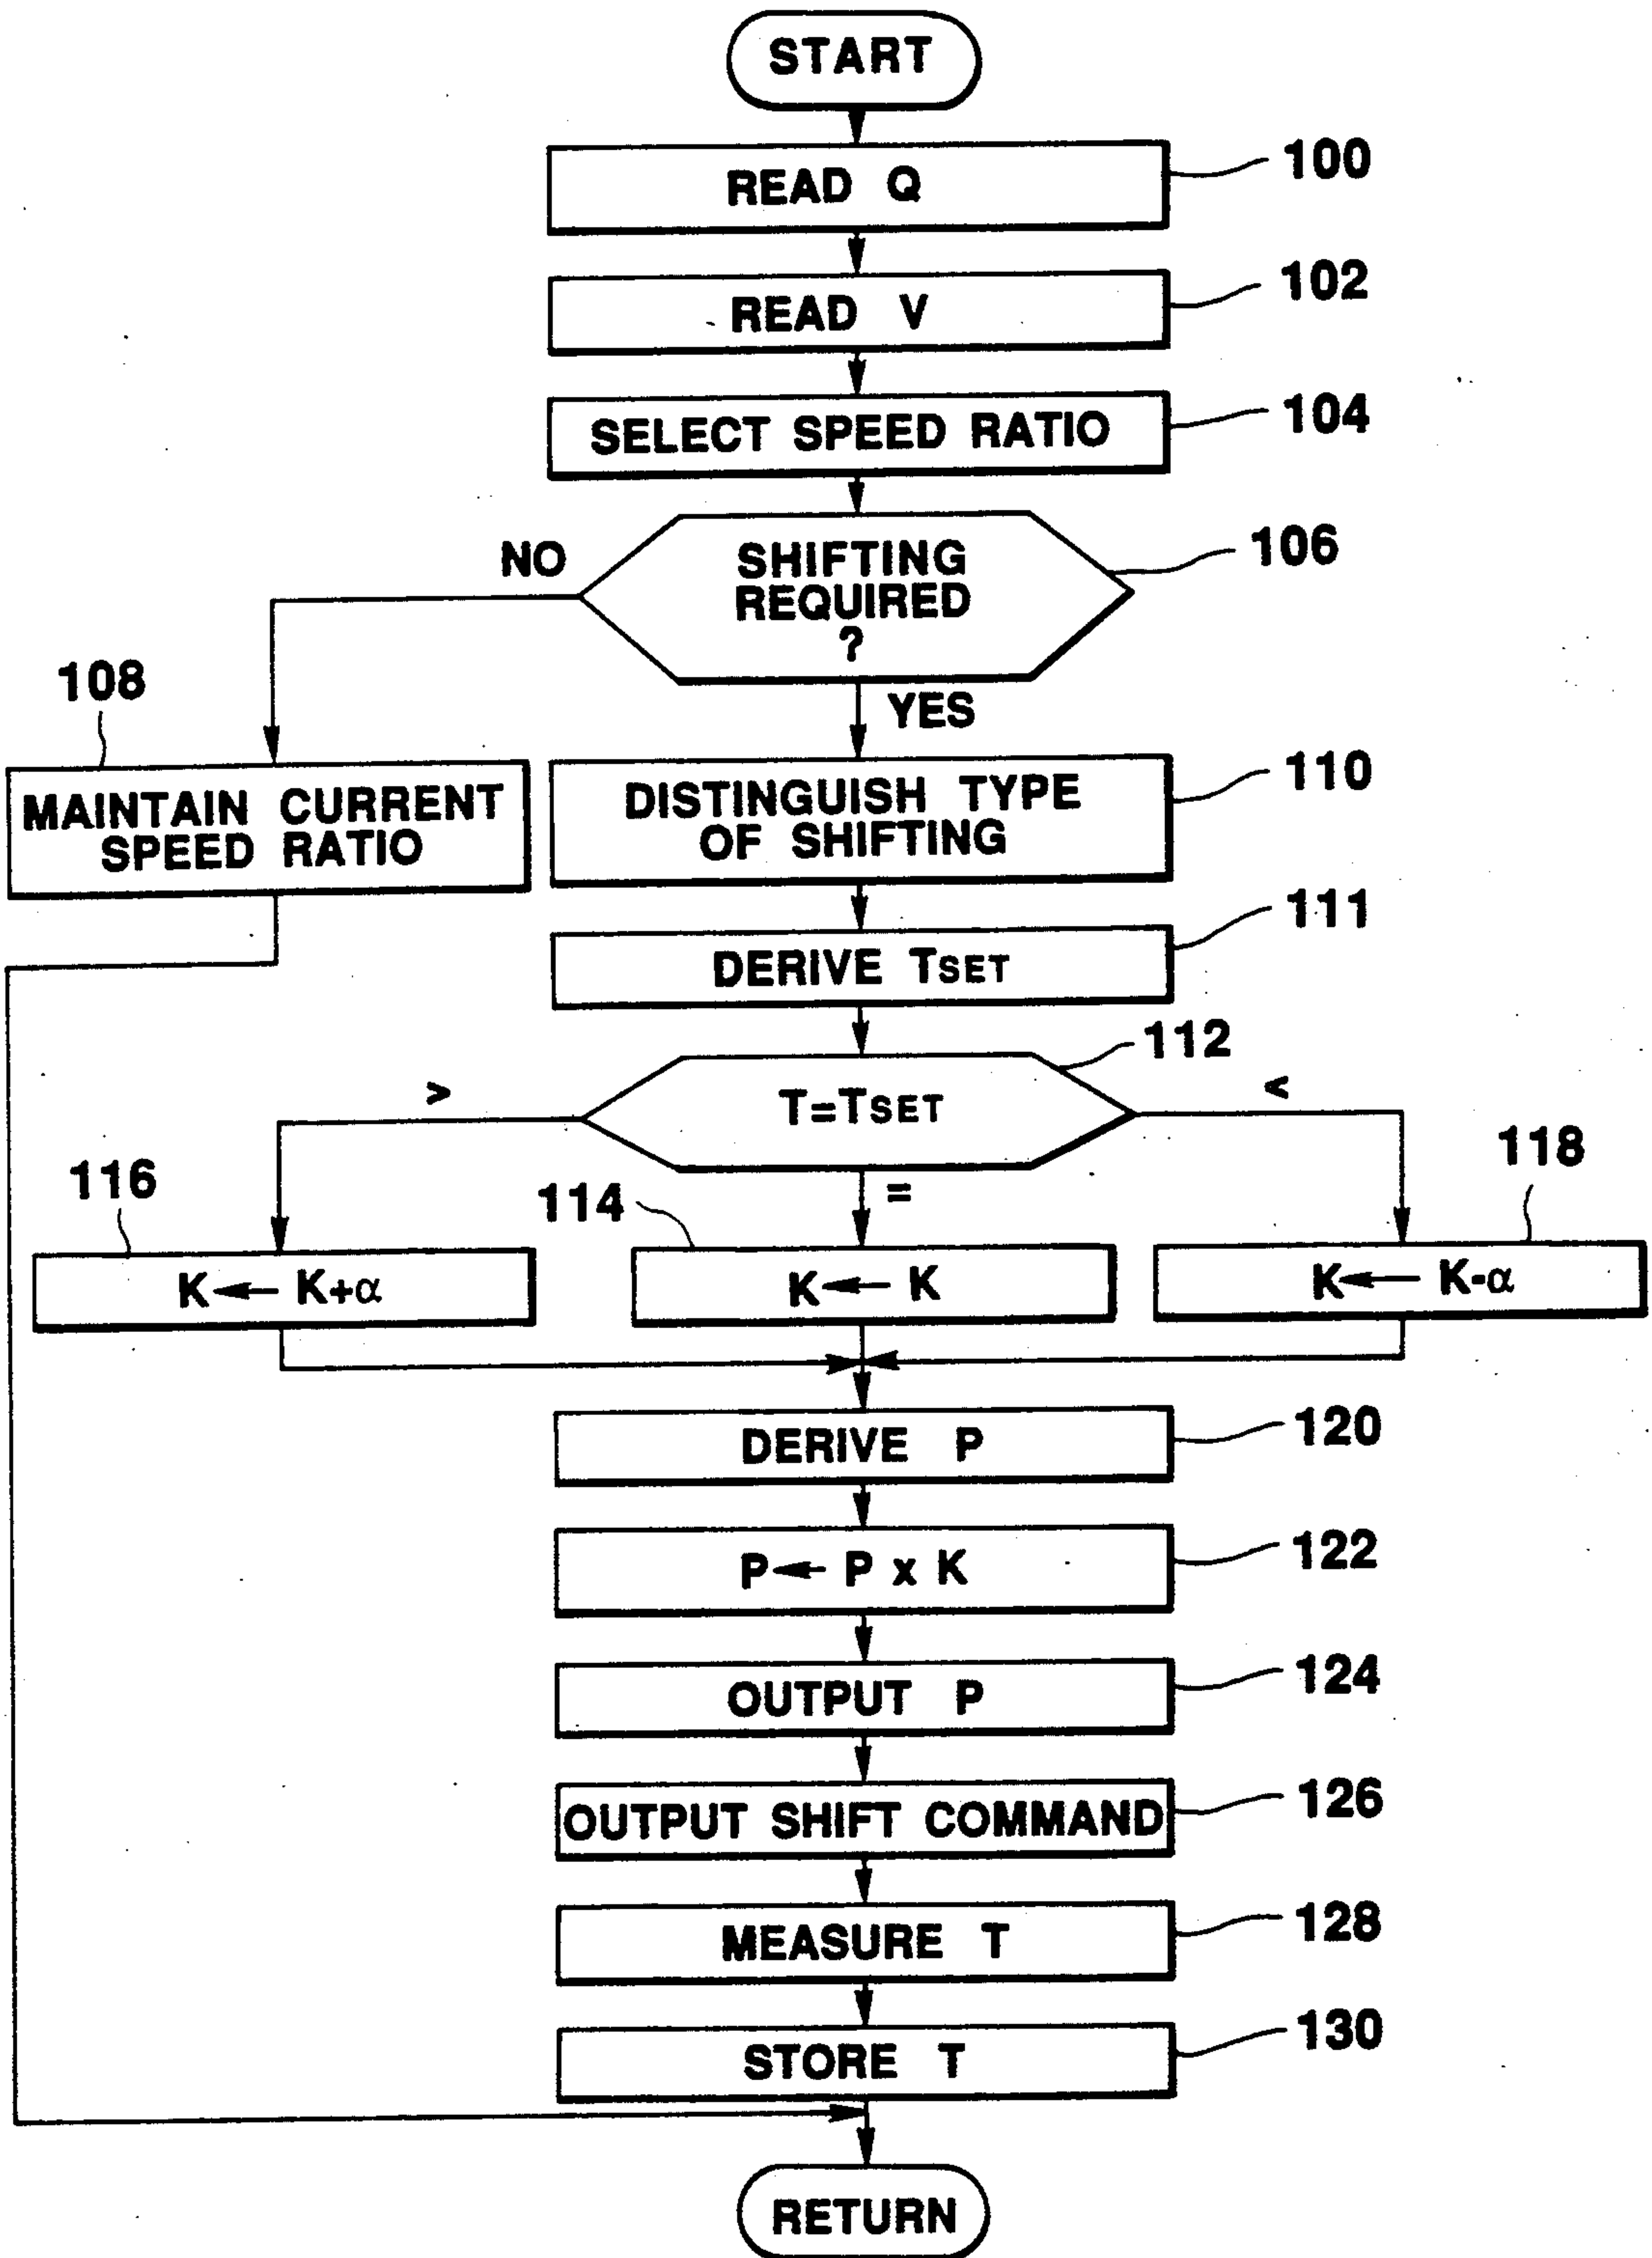 START
READ Q
100
READ V
102
SELECT SPEED RATIO
104
SHIFTING
REQUIRED
?
106
NO
YES
108
MAINTAIN CURRENT
SPEED RATIO
DISTINGUISH TYPE
OF SHIFTING
110
DERIVE TSET
111
T=TSET
112
>
=
<
116
K← K+α
114
K← K
118
K← K-α
DERIVE P
120
P← P x K
122
OUTPUT P
124
OUTPUT SHIFT COMMAND
126
MEASURE T
128
STORE T
130
RETURN